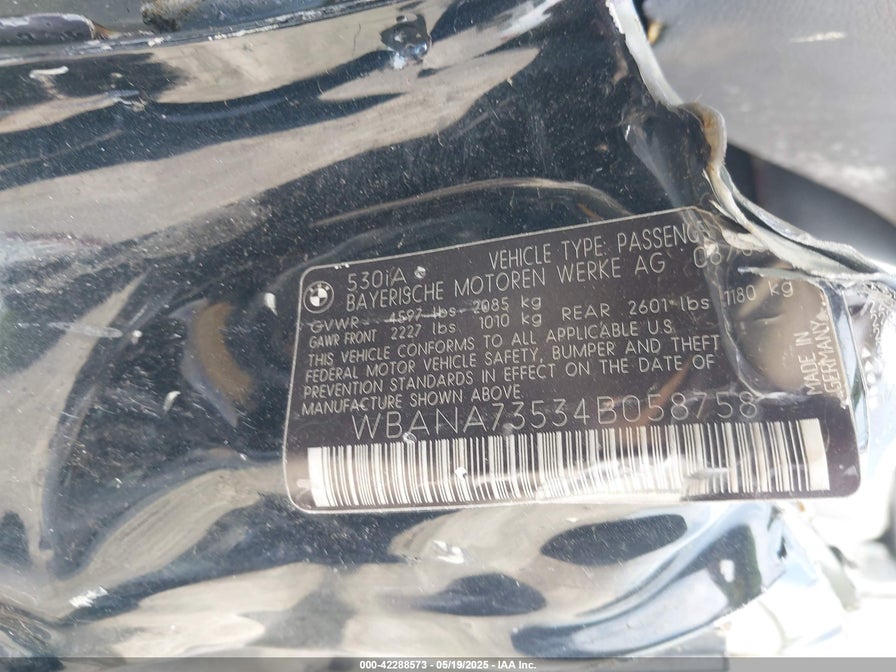 530iA
VEHICLE TYPE: PASSENG
BAYERISCHE MOTOREN WERKE AG
GVWR 4597 lbs 2085 kg
GAWR FRONT 2227 lbs 1010 kg REAR 2601 lbs 1180 kg
THIS VEHICLE CONFORMS TO ALL APPLICABLE U.S.
FEDERAL MOTOR VEHICLE SAFETY, BUMPER AND THEFT
PREVENTION STANDARDS IN EFFECT ON THE DATE OF
MANUFACTURE SHOWN ABOVE.
MADE IN
GERMANY
WBANA73534B058758
000-42288573 — 05/19/2025 — IAA Inc.